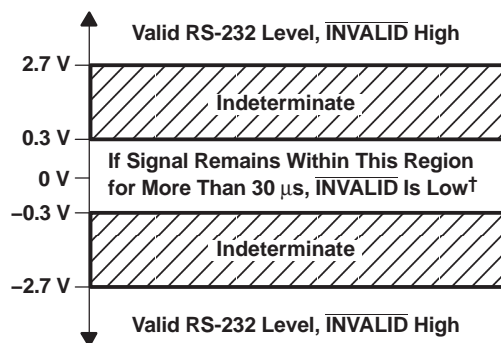 Valid RS-232 Level, INVALID High
2.7 V
Indeterminate
0.3 V
If Signal Remains Within This Region
0 V
for More Than 30 μs, INVALID Is Low†
−0.3 V
Indeterminate
−2.7 V
Valid RS-232 Level, INVALID High